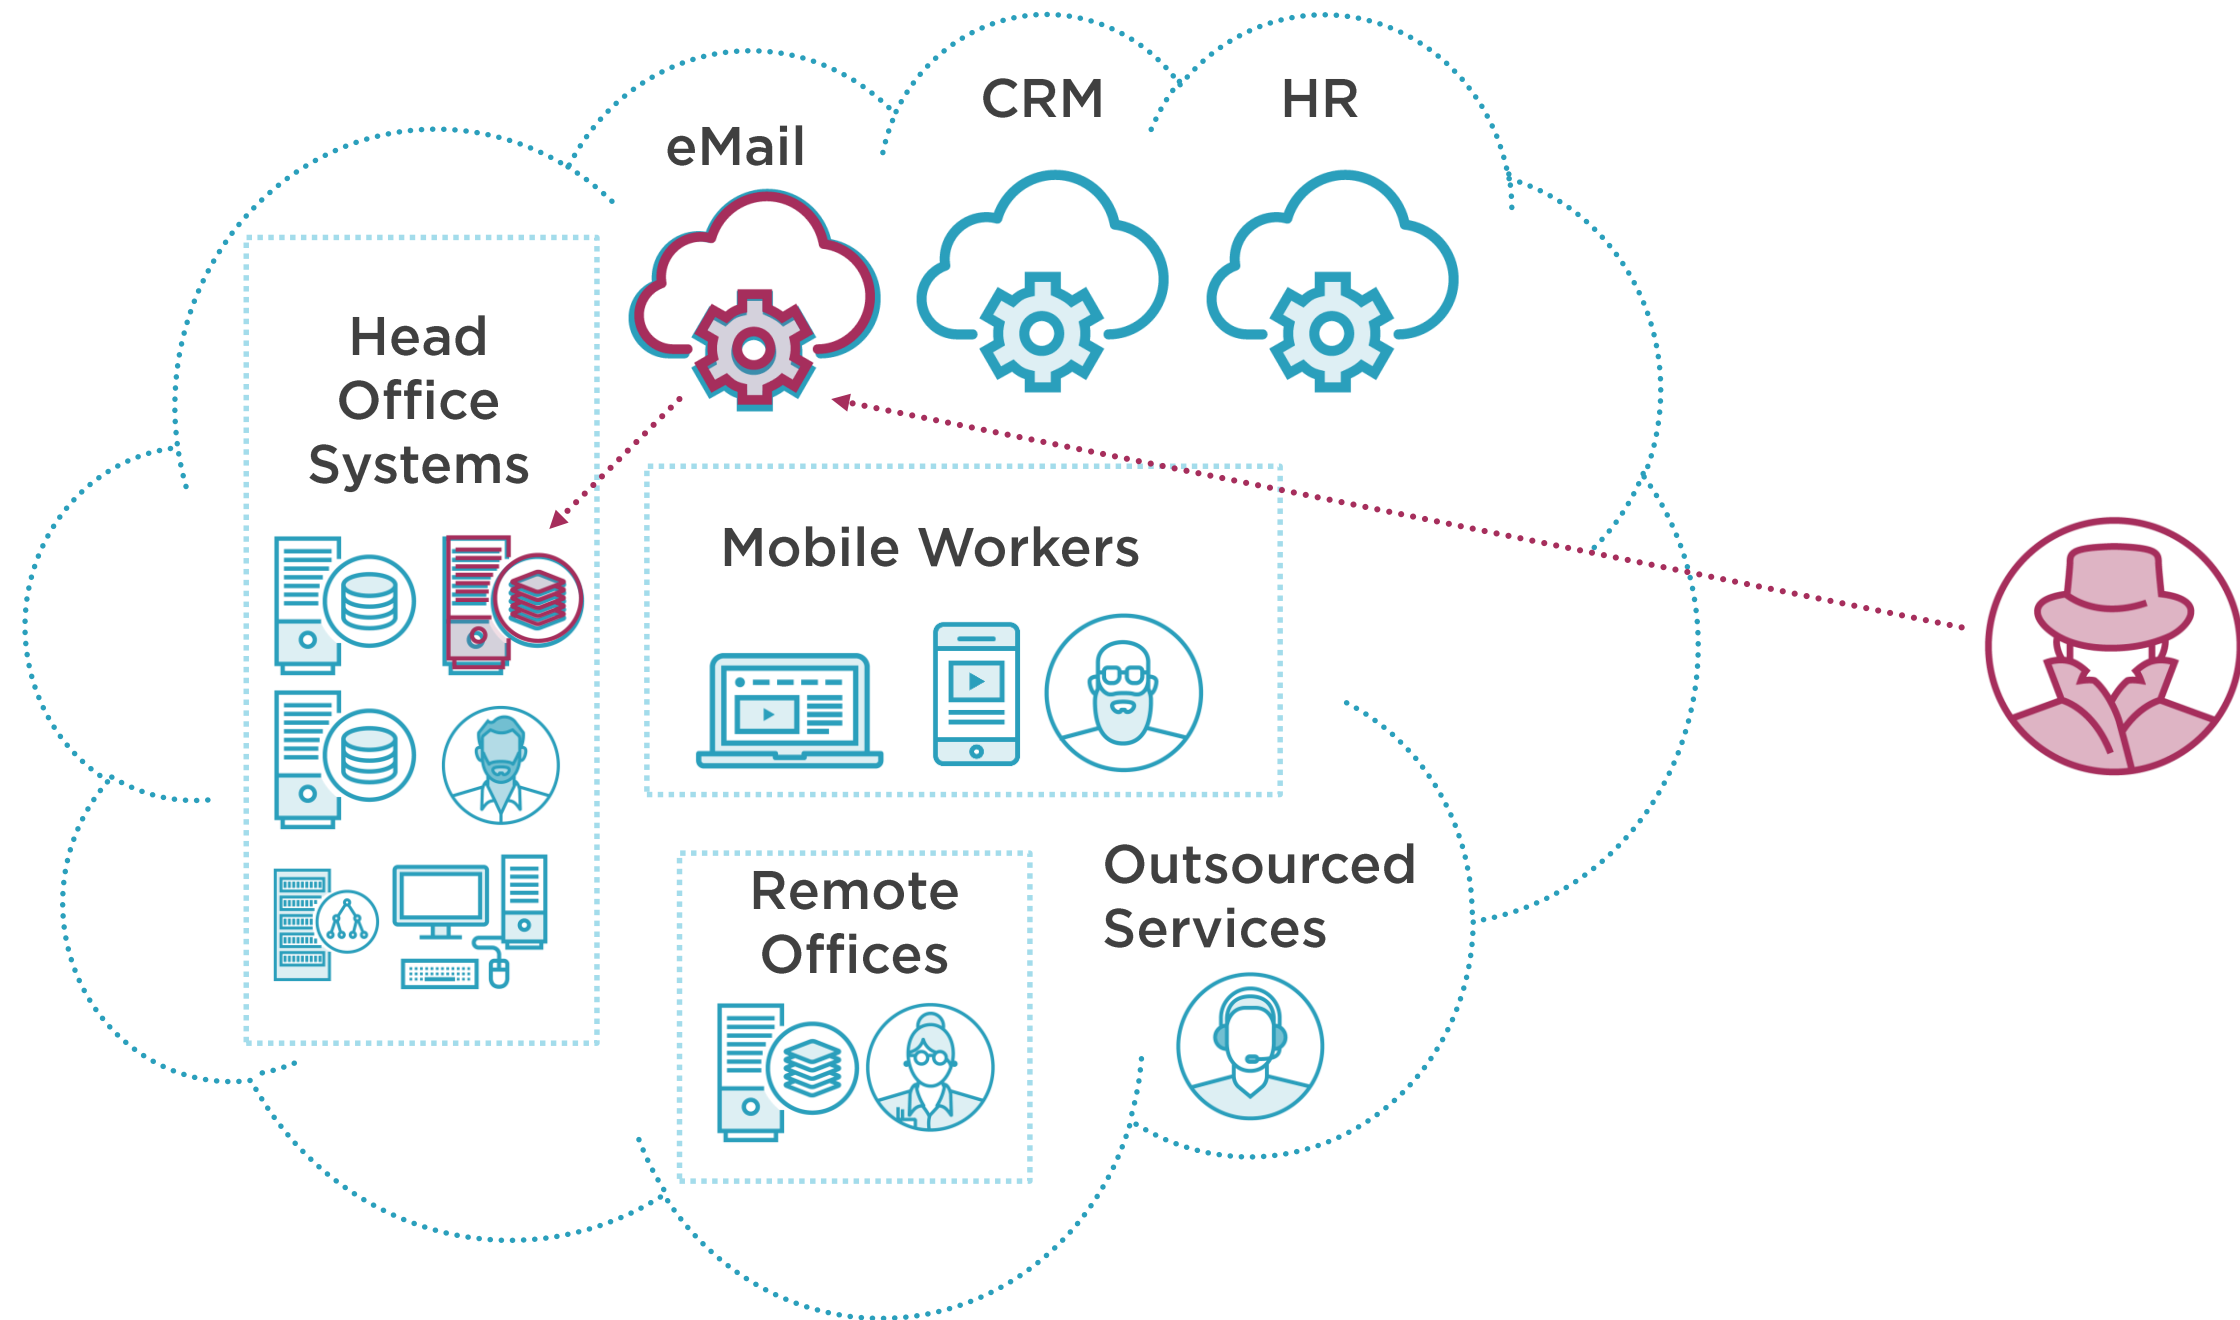 eMail
CRM
HR
Head
Office
Systems
Mobile Workers
Remote
Offices
Outsourced
Services